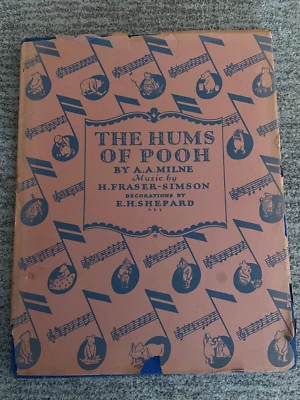 THE HUMS
OF POOH
BY A.A. MILNE
Music by
H. FRASER-SIMSON
DECORATIONS BY
E.H. SHEPARD